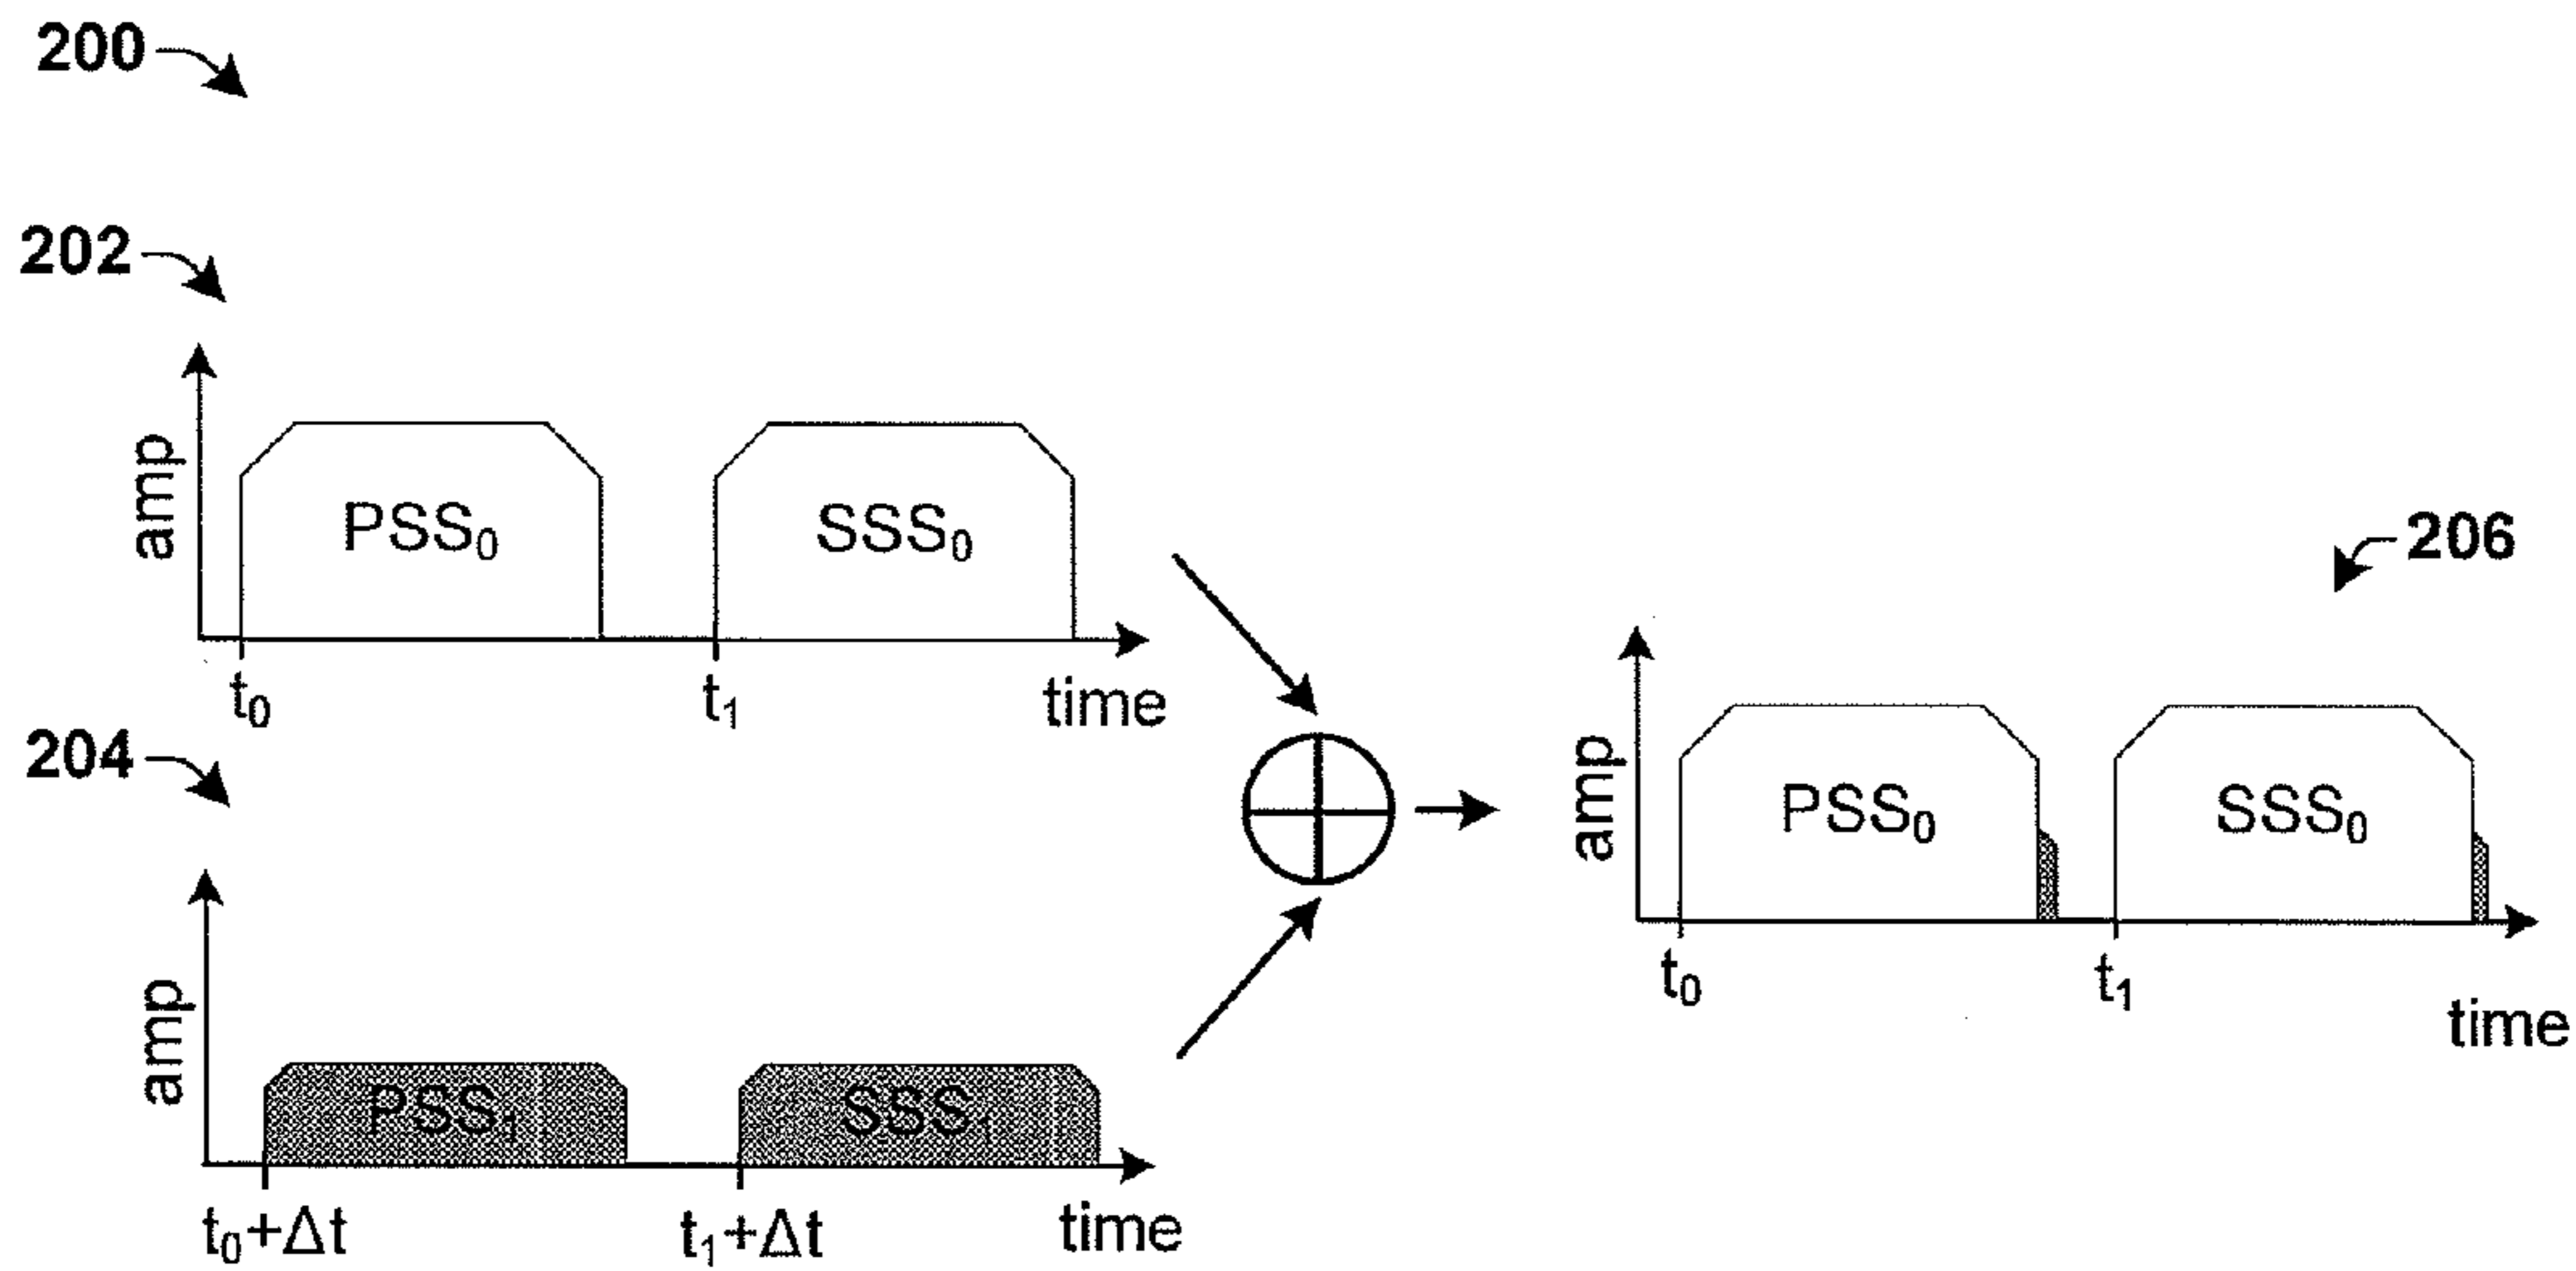 200
202
amp
PSS₀
SSS₀
t₀
t₁
time
204
amp
PSS₁
SSS₁
t₀+Δt
t₁+Δt
time
206
amp
PSS₀
SSS₀
t₀
t₁
time